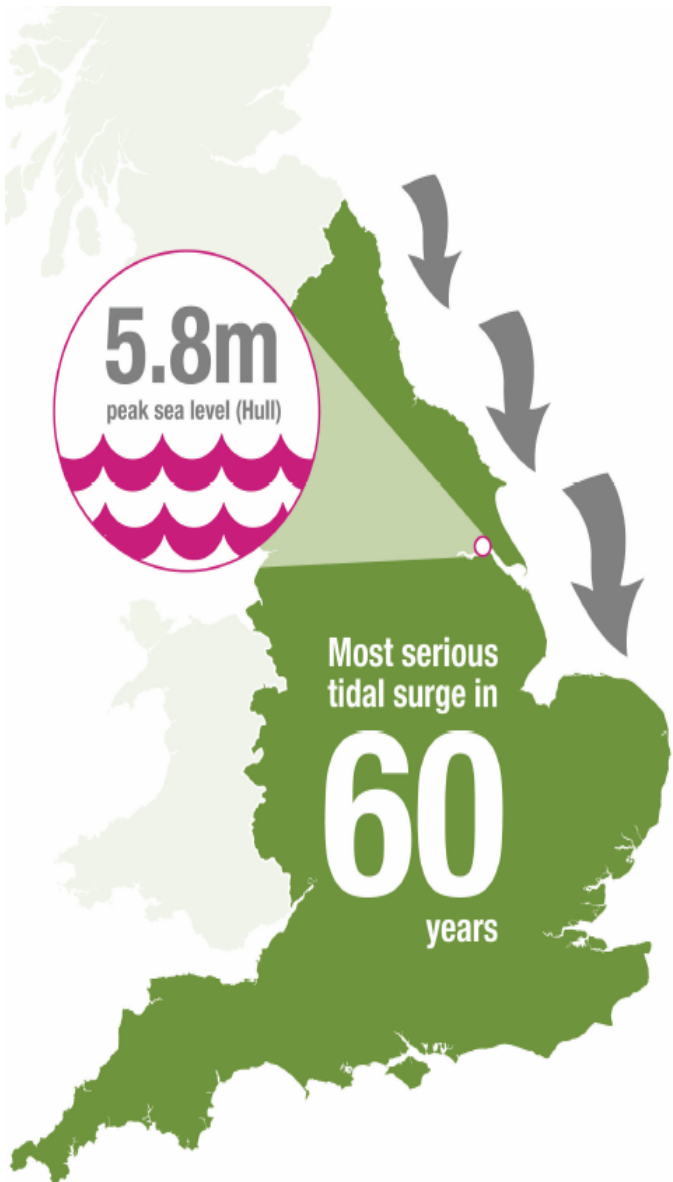 5.8m
peak sea level (Hull)
Most serious
tidal surge in
60
years